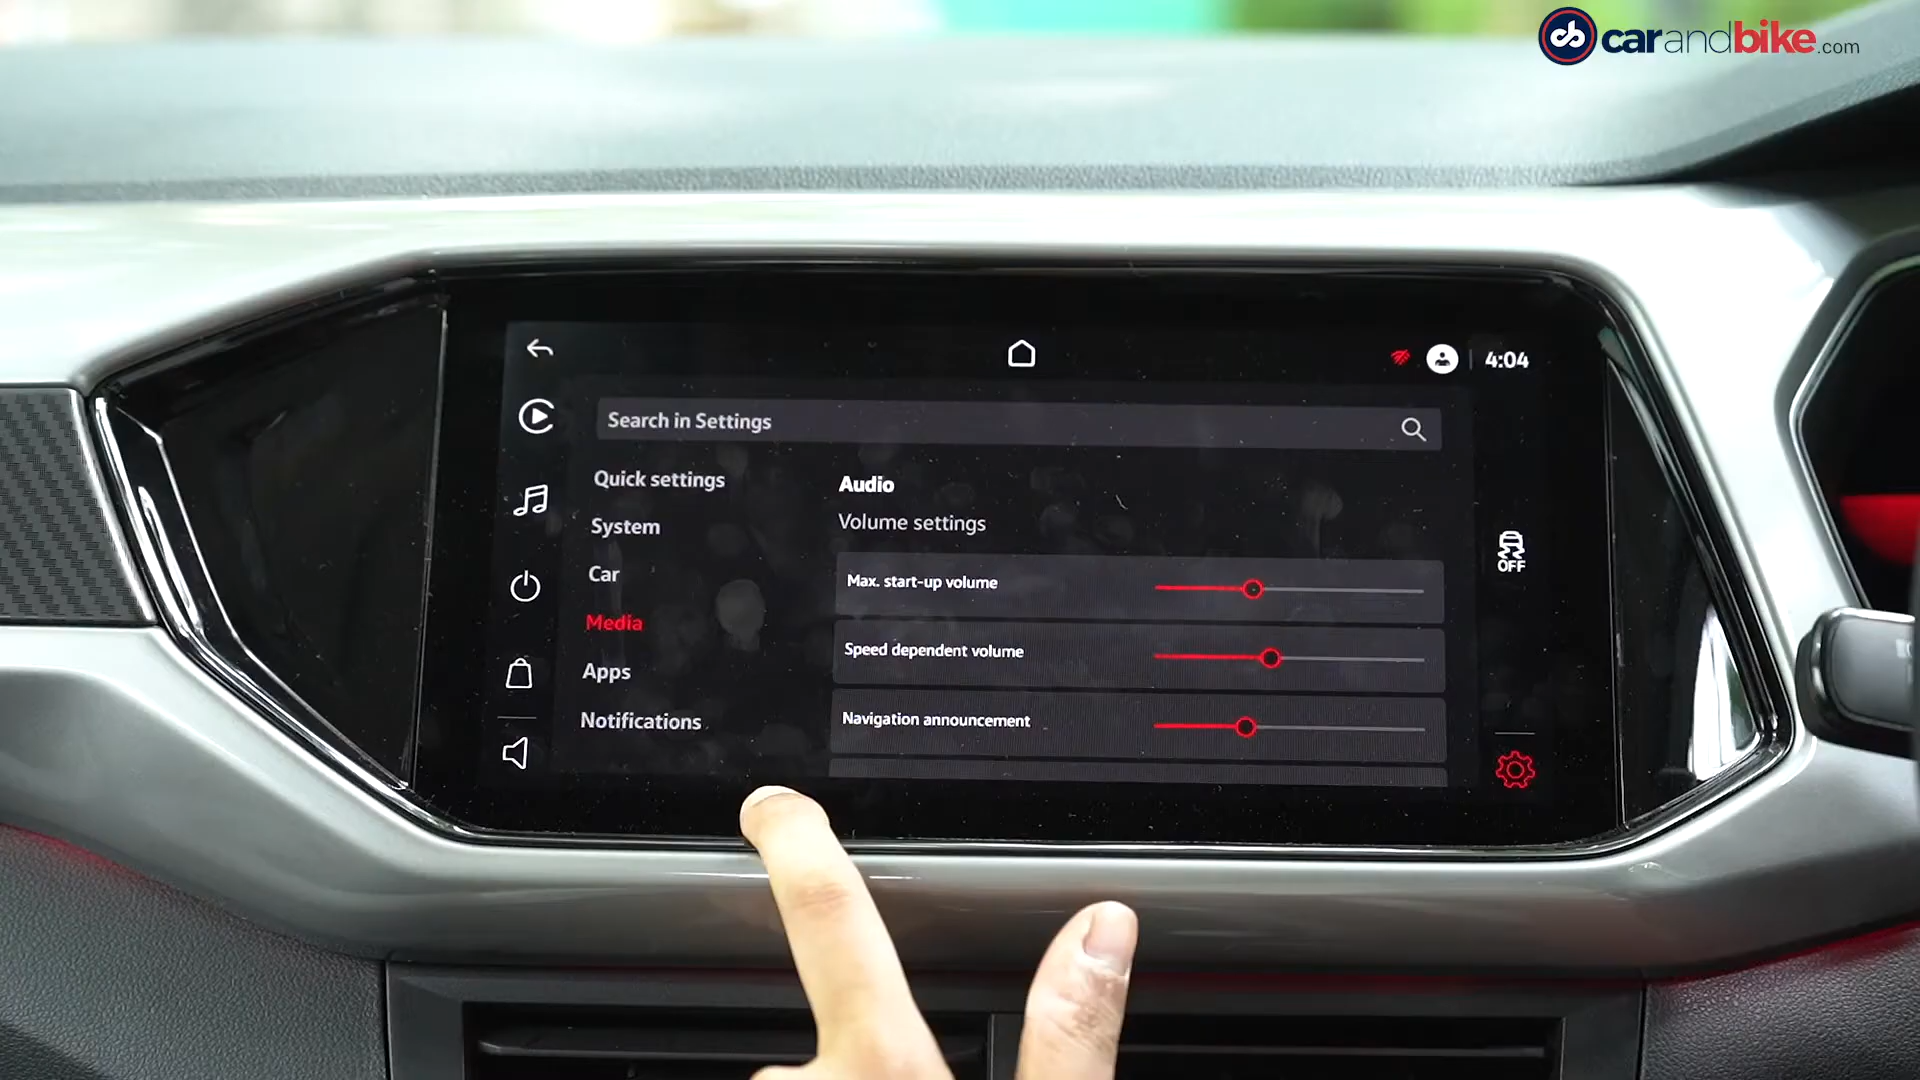 carandbike.com
4:04
Search in Settings
Quick settings
System
Car
Media
Apps
Notifications
Audio
Volume settings
Max. start-up volume
Speed dependent volume
Navigation announcement
OFF